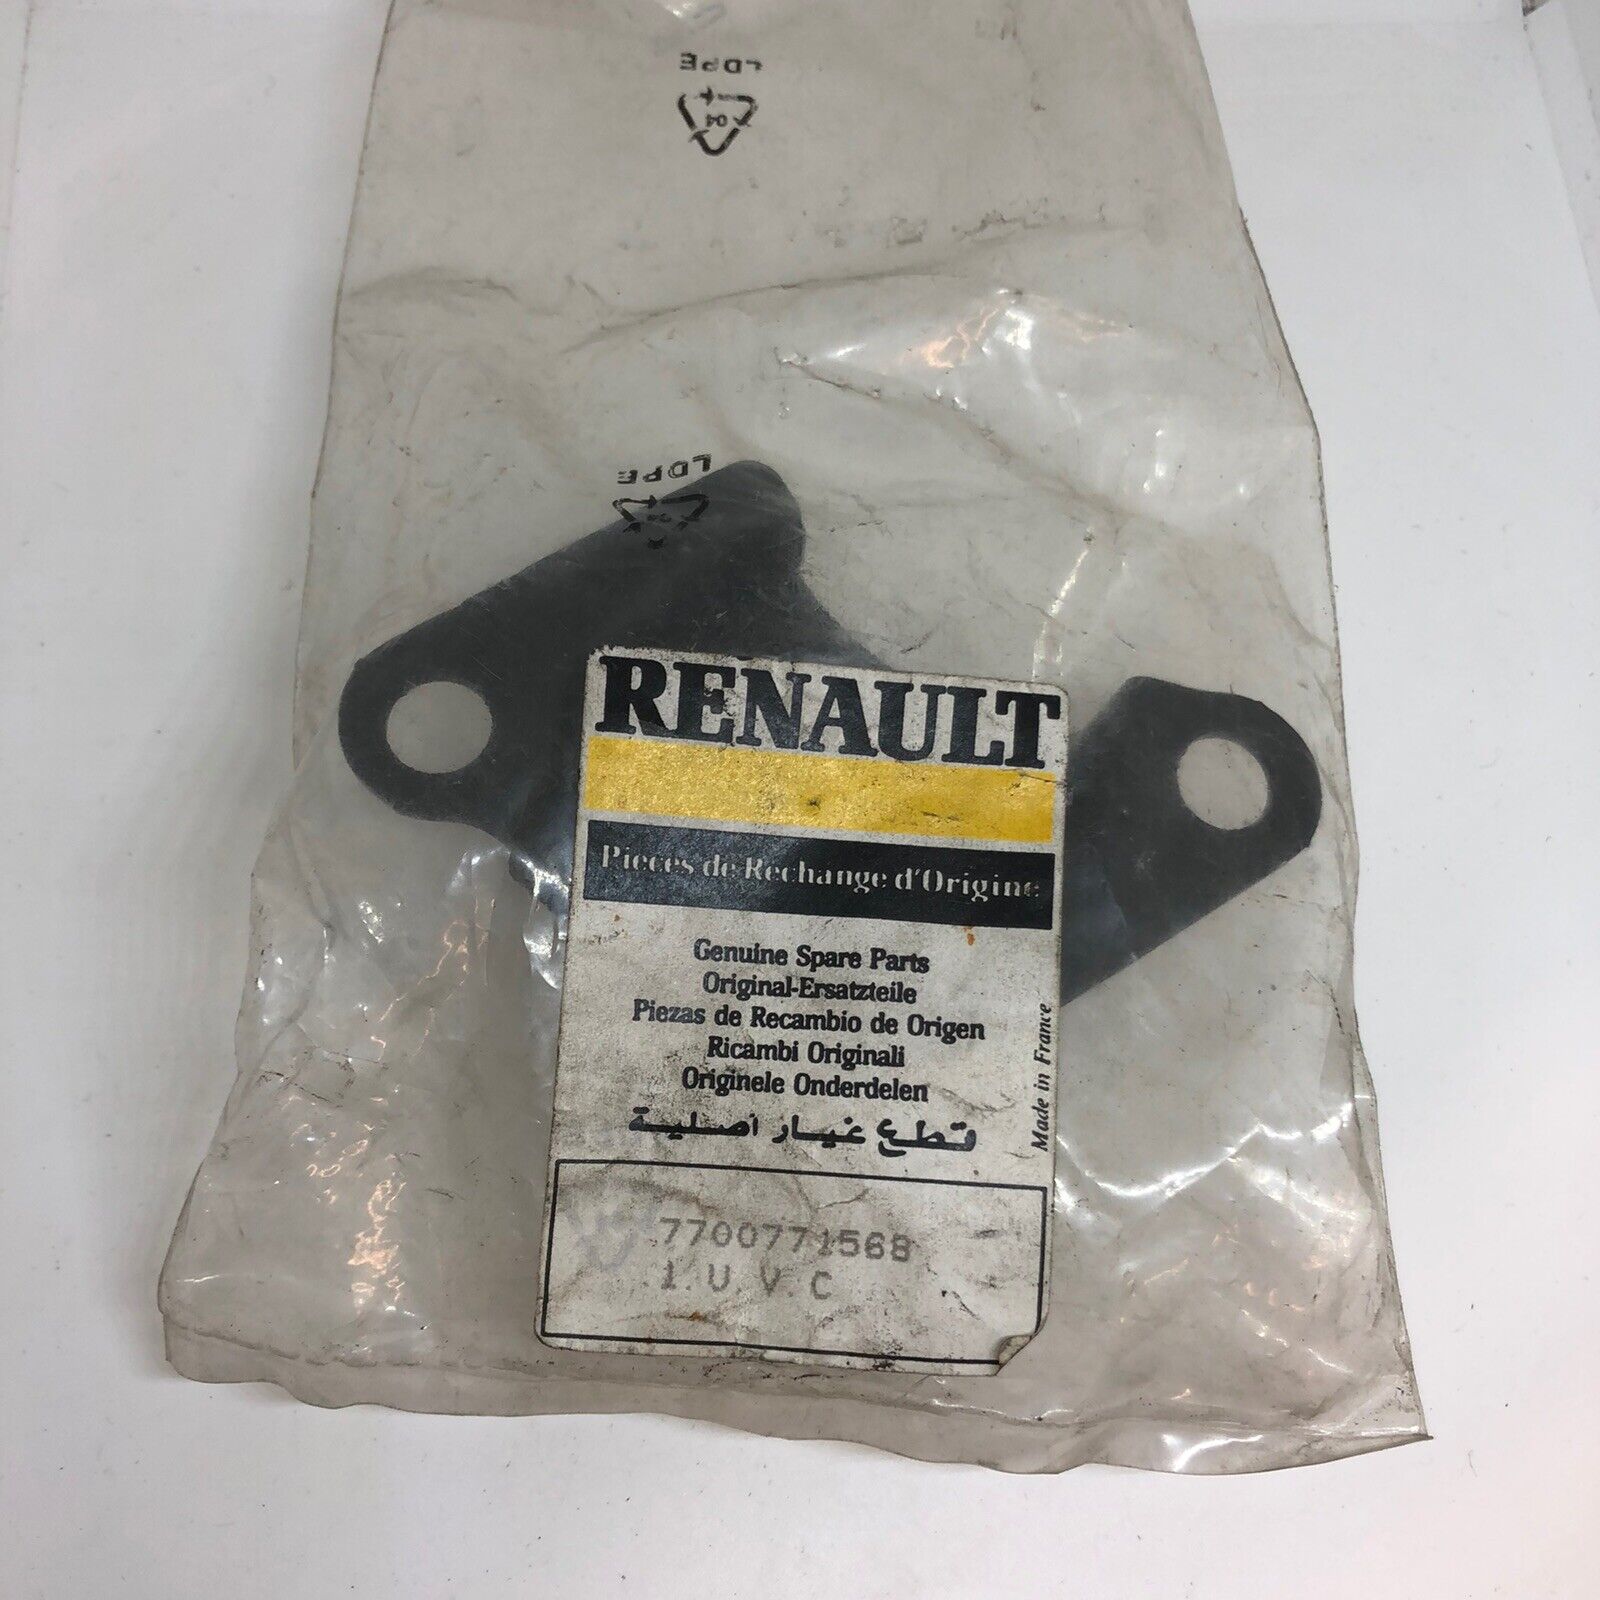 LDPE
04
LDPE
RENAULT
Pieces de Rechange d'Origine
Genuine Spare Parts
Original-Ersatzteile
Piezas de Recambio de Origen
Ricambi Originali
Originele Onderdelen
قطع غيار أصلية
Made in France
7700771568
1.U.V.C